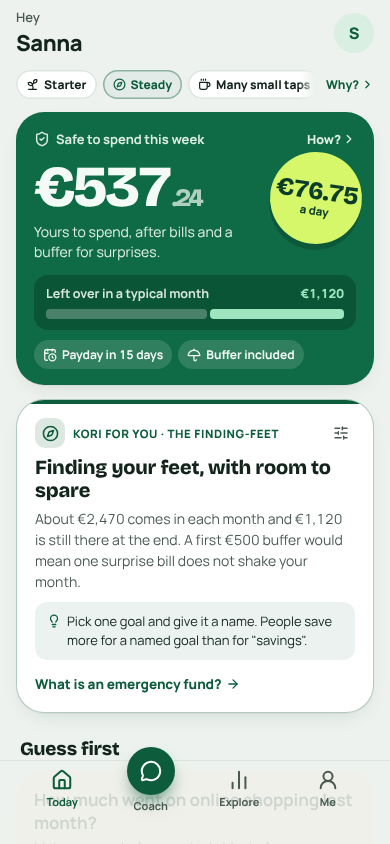 Hey
Sanna
S
Starter
Steady
Many small taps
Why?
Safe to spend this week
How?
€537.24
€76.75
a day
Yours to spend, after bills and a
buffer for surprises.
Left over in a typical month
€1,120
Payday in 15 days
Buffer included
KORI FOR YOU · THE FINDING-FEET
Finding your feet, with room to
spare
About €2,470 comes in each month and €1,120
is still there at the end. A first €500 buffer would
mean one surprise bill does not shake your
month.
Pick one goal and give it a name. People save
more for a named goal than for "savings".
What is an emergency fund?
Guess first
How much went on online shopping last
month?
Today
Coach
Explore
Me